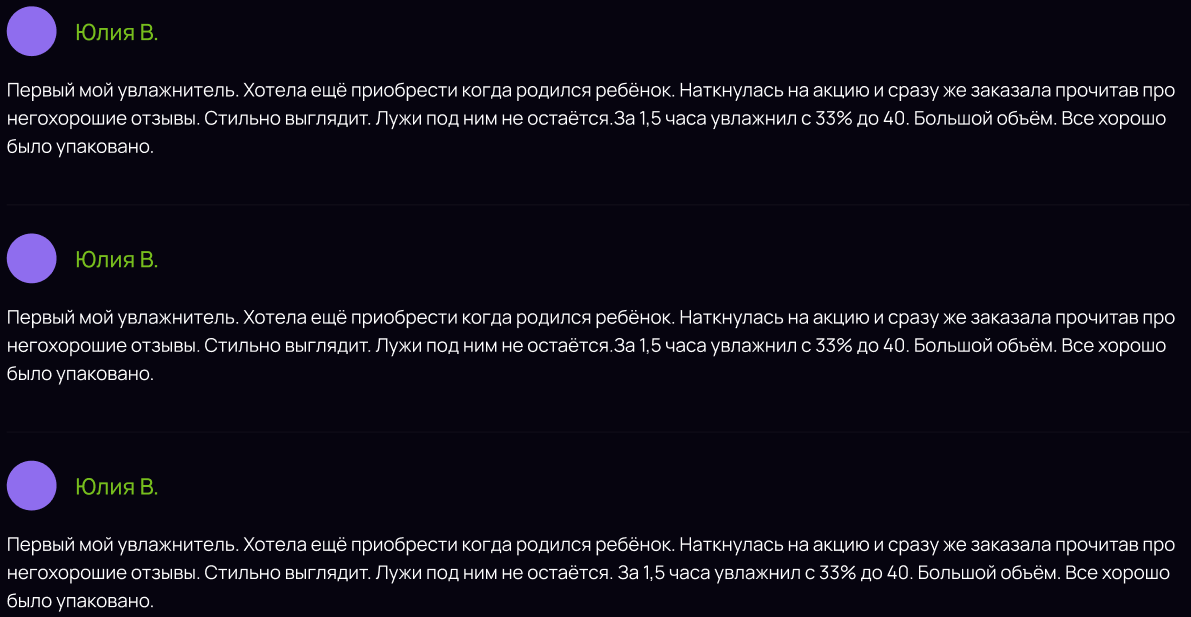 Юлия В.
Первый мой увлажнитель. Хотела ещё приобрести когда родился ребёнок. Наткнулась на акцию и сразу же заказала прочитав про
негохорошие отзывы. Стильно выглядит. Лужи под ним не остаётся.За 1,5 часа увлажнил с 33% до 40. Большой объём. Все хорошо
было упаковано.
Юлия В.
Первый мой увлажнитель. Хотела ещё приобрести когда родился ребёнок. Наткнулась на акцию и сразу же заказала прочитав про
негохорошие отзывы. Стильно выглядит. Лужи под ним не остаётся.За 1,5 часа увлажнил с 33% до 40. Большой объём. Все хорошо
было упаковано.
Юлия В.
Первый мой увлажнитель. Хотела ещё приобрести когда родился ребёнок. Наткнулась на акцию и сразу же заказала прочитав про
негохорошие отзывы. Стильно выглядит. Лужи под ним не остаётся. За 1,5 часа увлажнил с 33% до 40. Большой объём. Все хорошо
было упаковано.